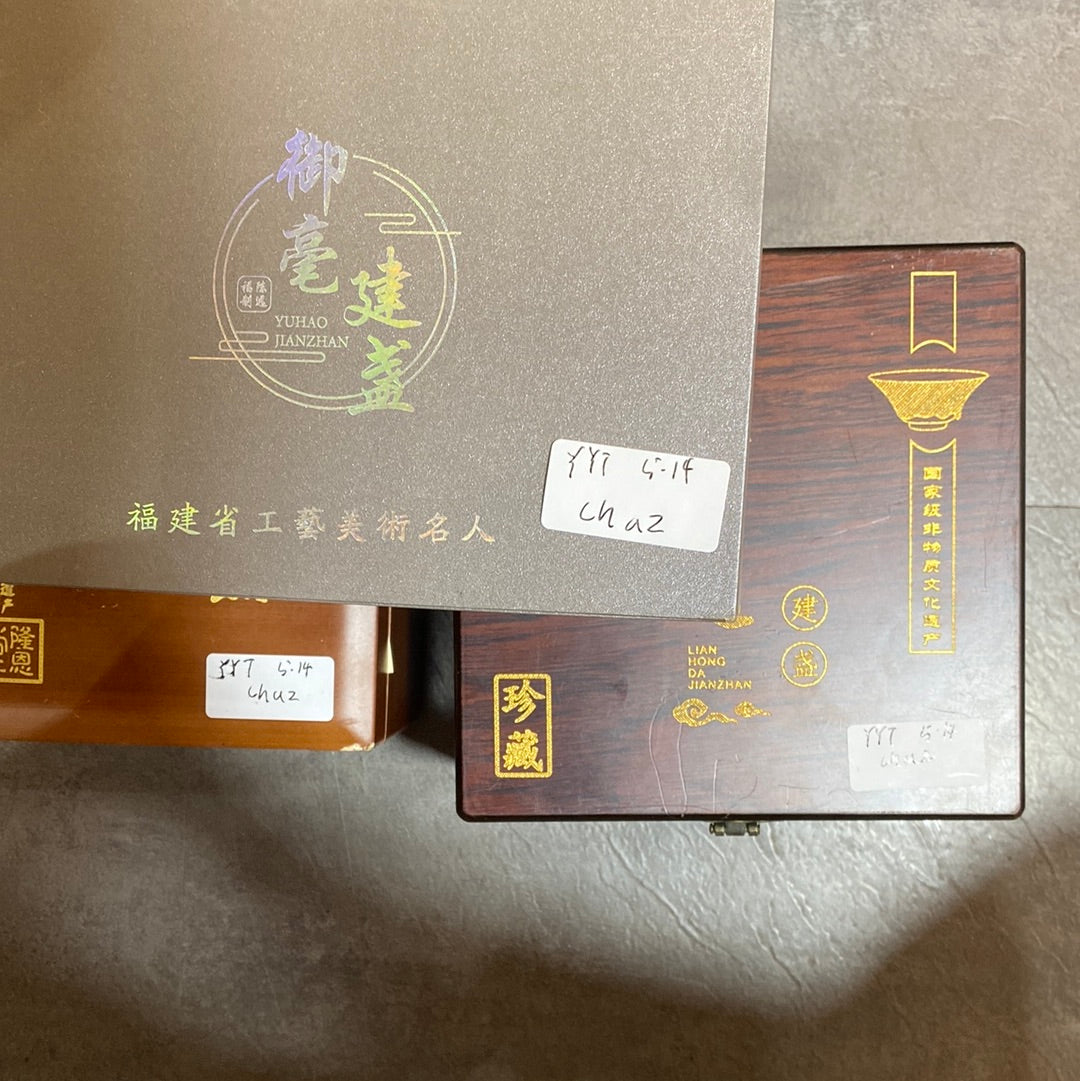 御毫
建盏
YUHAO
JIANZHAN
福建省工藝美術名人
YYT 5-14
chaz
国家级非物质文化遗产
建盏
LIAN
HONG
DA
JIANZHAN
珍藏
YYT 5-14
隆恩
YYT 5-14
chaz